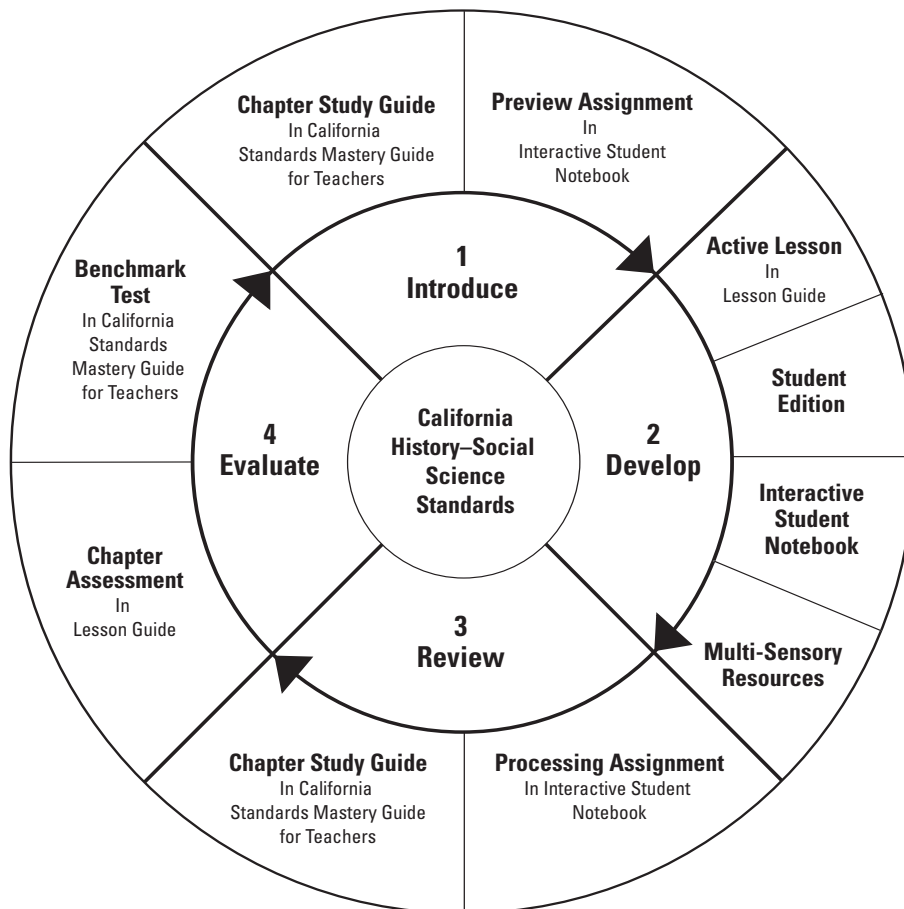 Chapter Study Guide
In California
Standards Mastery Guide
for Teachers
Preview Assignment
In
Interactive Student
Notebook
1
Introduce
Active Lesson
In
Lesson Guide
Student
Edition
Interactive
Student
Notebook
Multi-Sensory
Resources
2
Develop
California
History–Social
Science
Standards
3
Review
Processing Assignment
In Interactive Student
Notebook
Chapter Study Guide
In California
Standards Mastery Guide
for Teachers
4
Evaluate
Chapter
Assessment
In
Lesson Guide
Benchmark
Test
In California
Standards
Mastery Guide
for Teachers